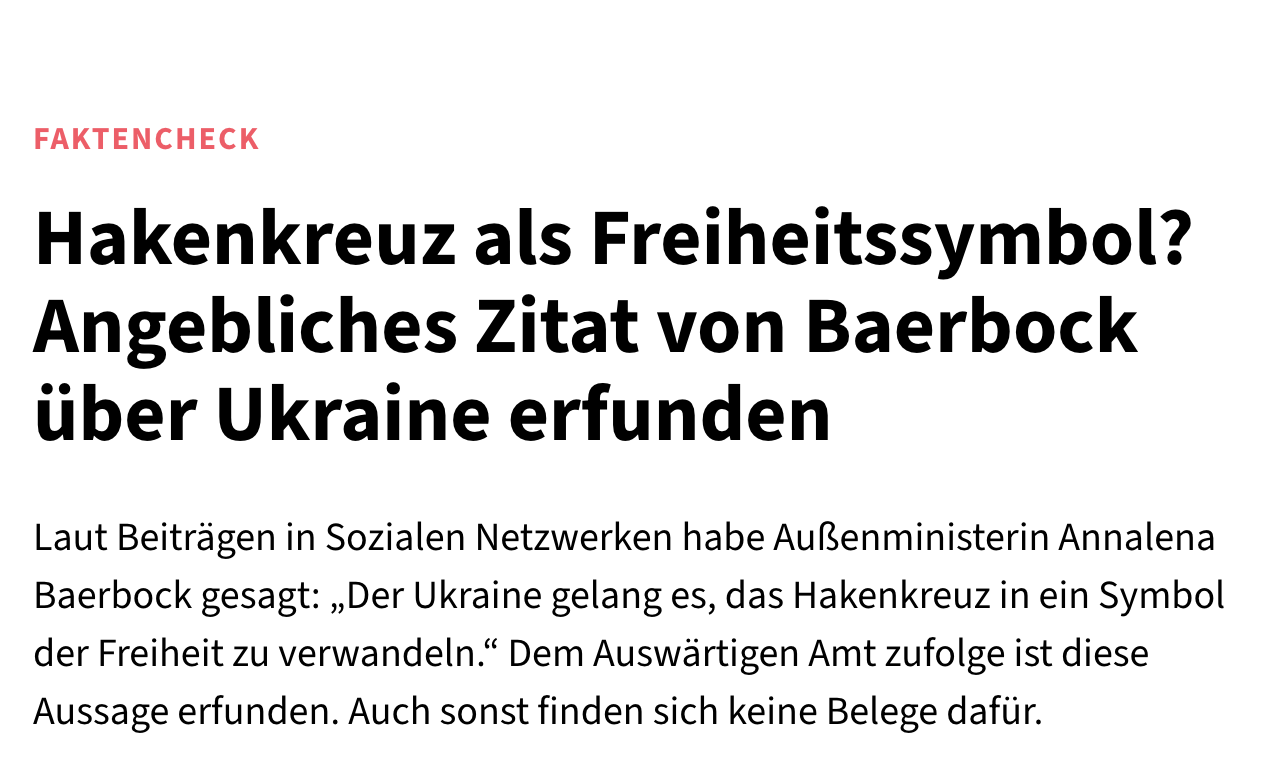 FAKTENCHECK
Hakenkreuz als Freiheitssymbol?
Angebliches Zitat von Baerbock
über Ukraine erfunden
Laut Beiträgen in Sozialen Netzwerken habe Außenministerin Annalena
Baerbock gesagt: „Der Ukraine gelang es, das Hakenkreuz in ein Symbol
der Freiheit zu verwandeln.“ Dem Auswärtigen Amt zufolge ist diese
Aussage erfunden. Auch sonst finden sich keine Belege dafür.